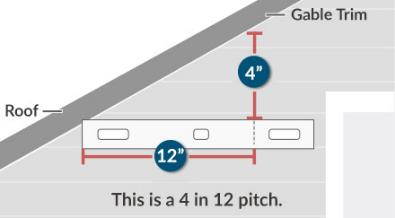 Gable Trim
4”
Roof
12”
This is a 4 in 12 pitch.